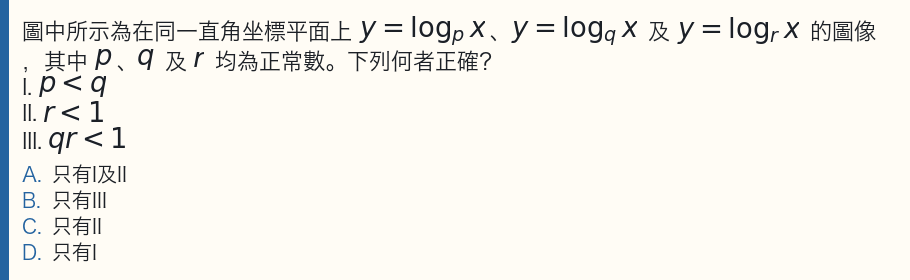 圖中所示為在同一直角坐標平面上 y = log_p x、y = log_q x 及 y = log_r x 的圖像
，其中 p、q 及 r 均為正常數。下列何者正確?
I. p < q
II. r < 1
III. qr < 1
A. 只有I及II
B. 只有III
C. 只有II
D. 只有I